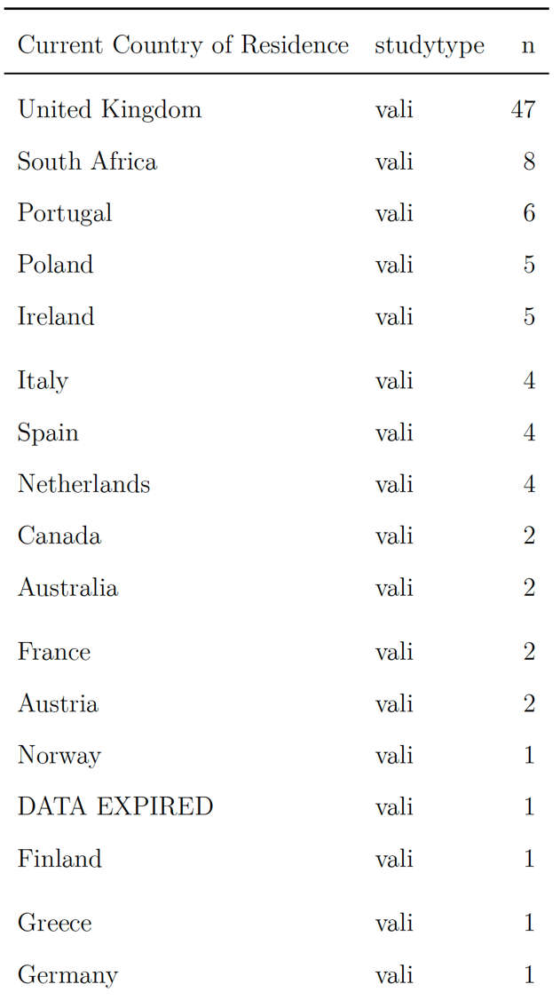 Current Country of Residence studytype n
United Kingdom vali 47
South Africa vali 8
Portugal vali 6
Poland vali 5
Ireland vali 5
Italy vali 4
Spain vali 4
Netherlands vali 4
Canada vali 2
Australia vali 2
France vali 2
Austria vali 2
Norway vali 1
DATA EXPIRED vali 1
Finland vali 1
Greece vali 1
Germany vali 1